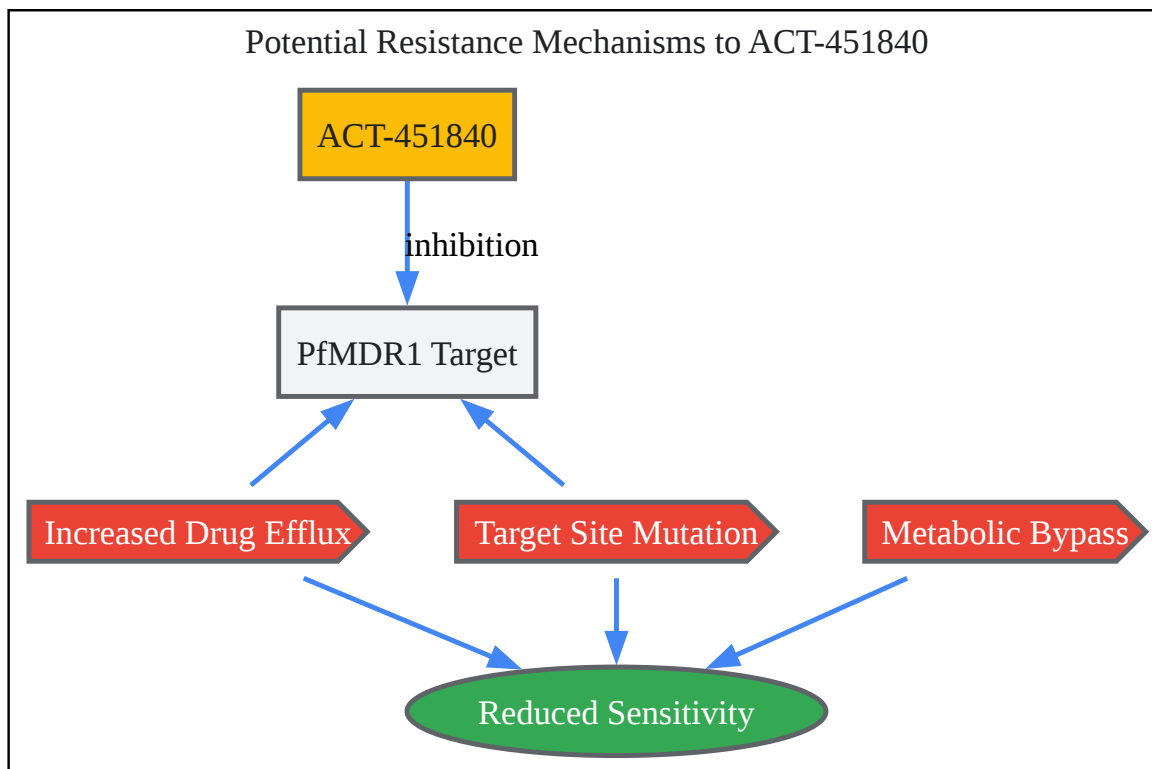 Potential Resistance Mechanisms to ACT-451840
ACT-451840
inhibition
PfMDR1 Target
Increased Drug Efflux
Target Site Mutation
Metabolic Bypass
Reduced Sensitivity